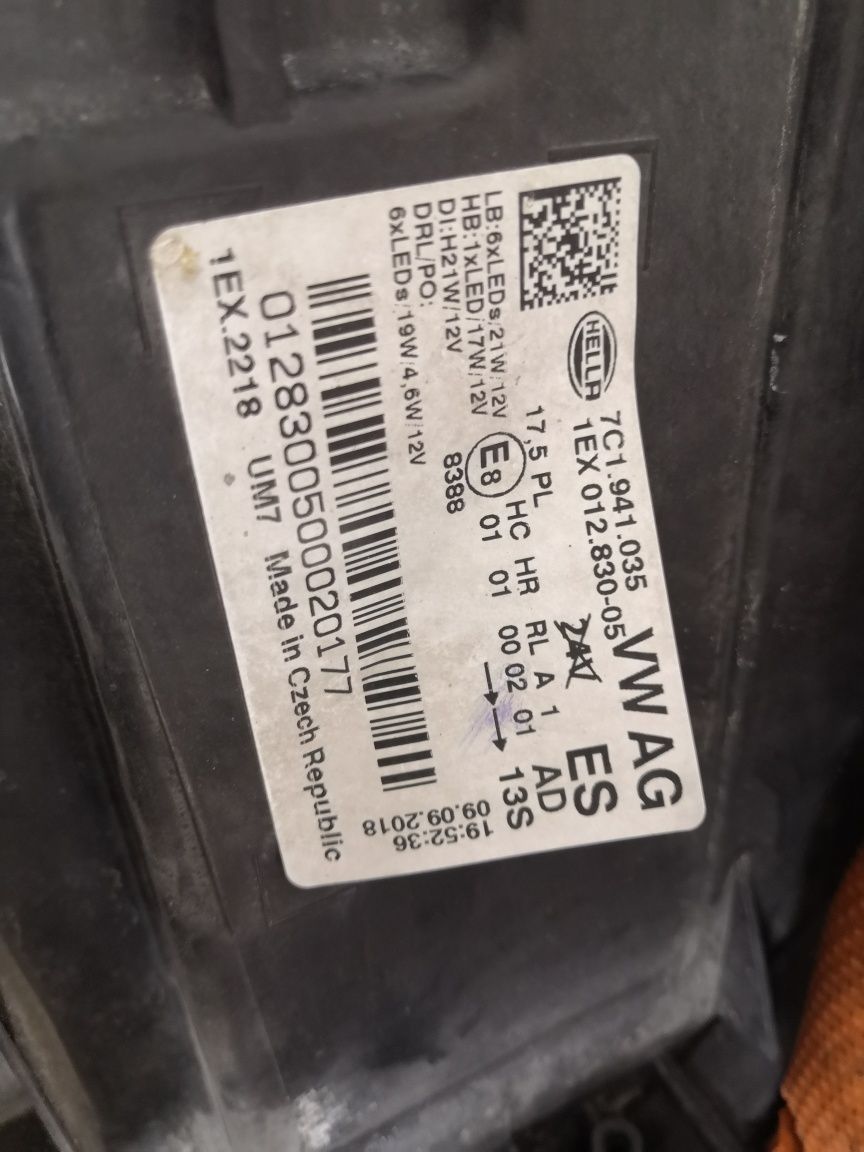 HELLA
7C1.941.035
1EX 012.830-05
VW AG
ES
LB:6xLEDs/21W/12V
HB:1xLED/17W/12V
DI:H21W/12V
DRL/PO:
6xLEDs/19W/4,6W/12V
17,5 PL HC HR RL A 1 AD
E8 01 01 00 02 01 13S
8388
24V
19:52:36
09.09.2018
0128300500020177
1EX.2218 UM7 Made in Czech Republic